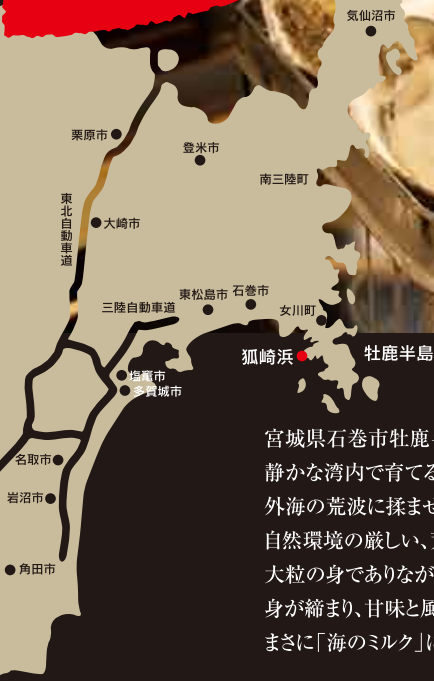 気仙沼市
栗原市
登米市
南三陸町
東北自動車道
大崎市
東松島市
石巻市
三陸自動車道
女川町
狐崎浜
牡鹿半島
塩竈市
多賀城市
名取市
岩沼市
角田市
宮城県石巻市牡鹿
静かな湾内で育てる
外海の荒波に揉ませ
自然環境の厳しい、
大粒の身でありなが
身が締まり、甘味と風
まさに「海のミルク」に